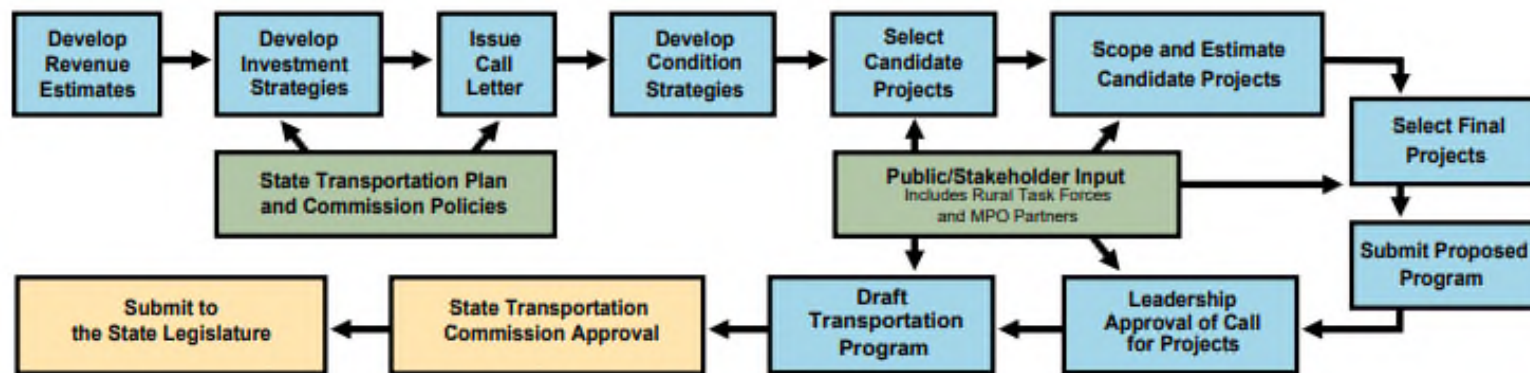 Develop
Revenue
Estimates
Develop
Investment
Strategies
Issue
Call
Letter
Develop
Condition
Strategies
Select
Candidate
Projects
Scope and Estimate
Candidate Projects
Select Final
Projects
State Transportation Plan
and Commission Policies
Public/Stakeholder Input
Includes Rural Task Forces
and MPO Partners
Submit Proposed
Program
Submit to
the State Legislature
State Transportation
Commission Approval
Draft
Transportation
Program
Leadership
Approval of Call
for Projects